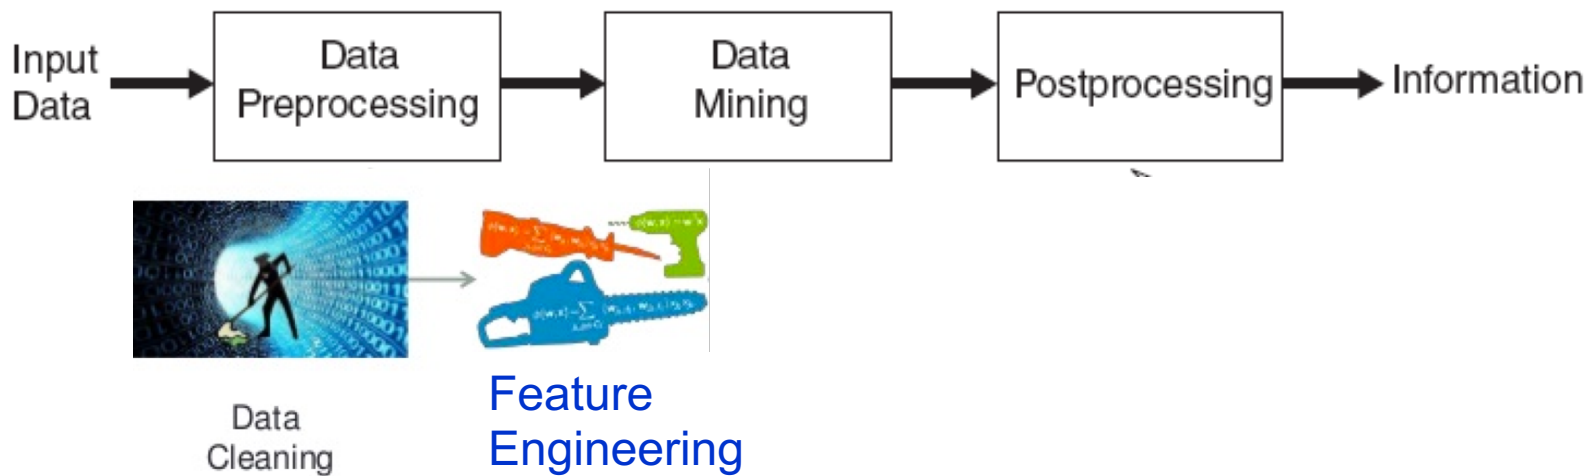 Input
Data
Data
Preprocessing
Data
Mining
Postprocessing
Information
Data
Cleaning
Feature
Engineering